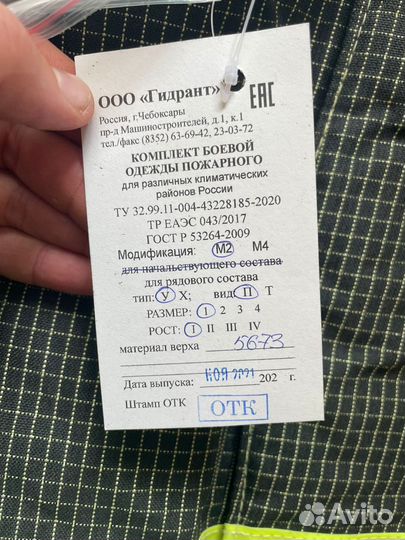 ООО «Гидрант»
EAC
Россия, г.Чебоксары
пр-д Машиностроителей, д.1, к.1
тел./факс (8352) 63-69-42, 23-03-72
КОМПЛЕКТ БОЕВОЙ
ОДЕЖДЫ ПОЖАРНОГО
для различных климатических
районов России
ТУ 32.99.11-004-43228185-2020
ТР ЕАЭС 043/2017
ГОСТ Р 53264-2009
Модификация: М2 М4
для начальствующего состава
для рядового состава
тип: У Х; вид: П Т
РАЗМЕР: 1 2 3 4
РОСТ: I II III IV
материал верха 5673
Дата выпуска: НОЯ 2021 202 г.
Штамп ОТК ОТК
Avito